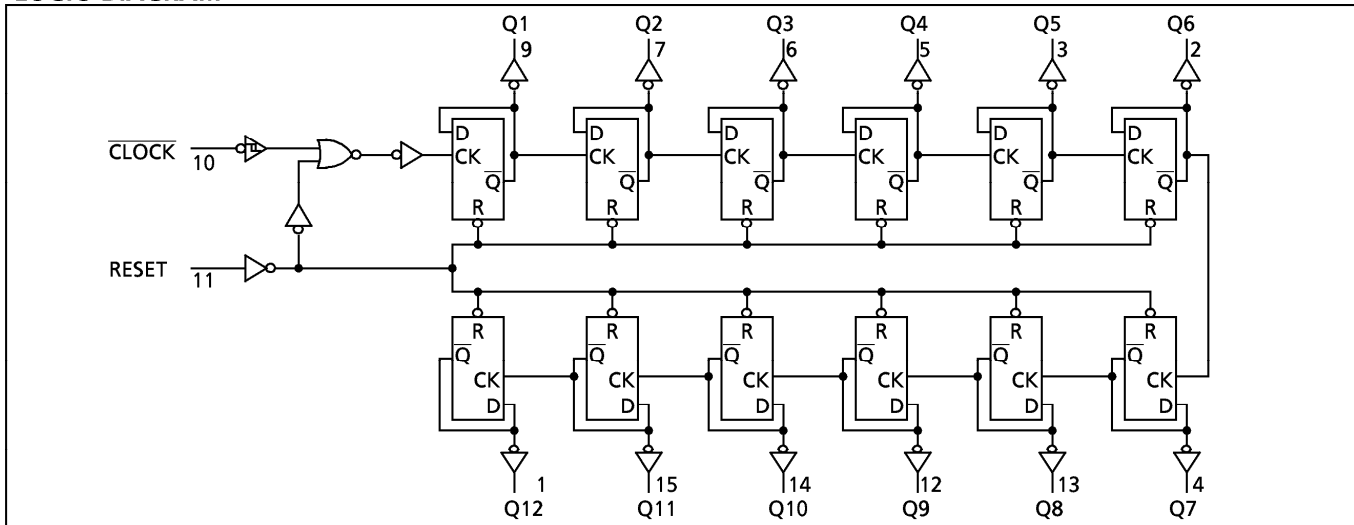 LOGIC DIAGRAM
Q1 Q2 Q3 Q4 Q5 Q6
9 7 6 5 3 2
D D D D D D
CLOCK
10
CK CK CK CK CK CK
Q Q Q Q Q Q
R R R R R R
RESET
11
R R R R R R
Q Q Q Q Q Q
CK CK CK CK CK CK
D D D D D D
1 15 14 12 13 4
Q12 Q11 Q10 Q9 Q8 Q7